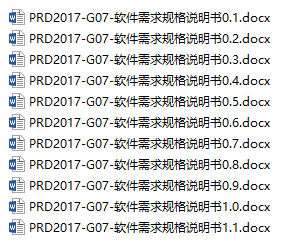 PRD2017-G07-软件需求规格说明书0.1.docx
PRD2017-G07-软件需求规格说明书0.2.docx
PRD2017-G07-软件需求规格说明书0.3.docx
PRD2017-G07-软件需求规格说明书0.4.docx
PRD2017-G07-软件需求规格说明书0.5.docx
PRD2017-G07-软件需求规格说明书0.6.docx
PRD2017-G07-软件需求规格说明书0.7.docx
PRD2017-G07-软件需求规格说明书0.8.docx
PRD2017-G07-软件需求规格说明书0.9.docx
PRD2017-G07-软件需求规格说明书1.0.docx
PRD2017-G07-软件需求规格说明书1.1.docx